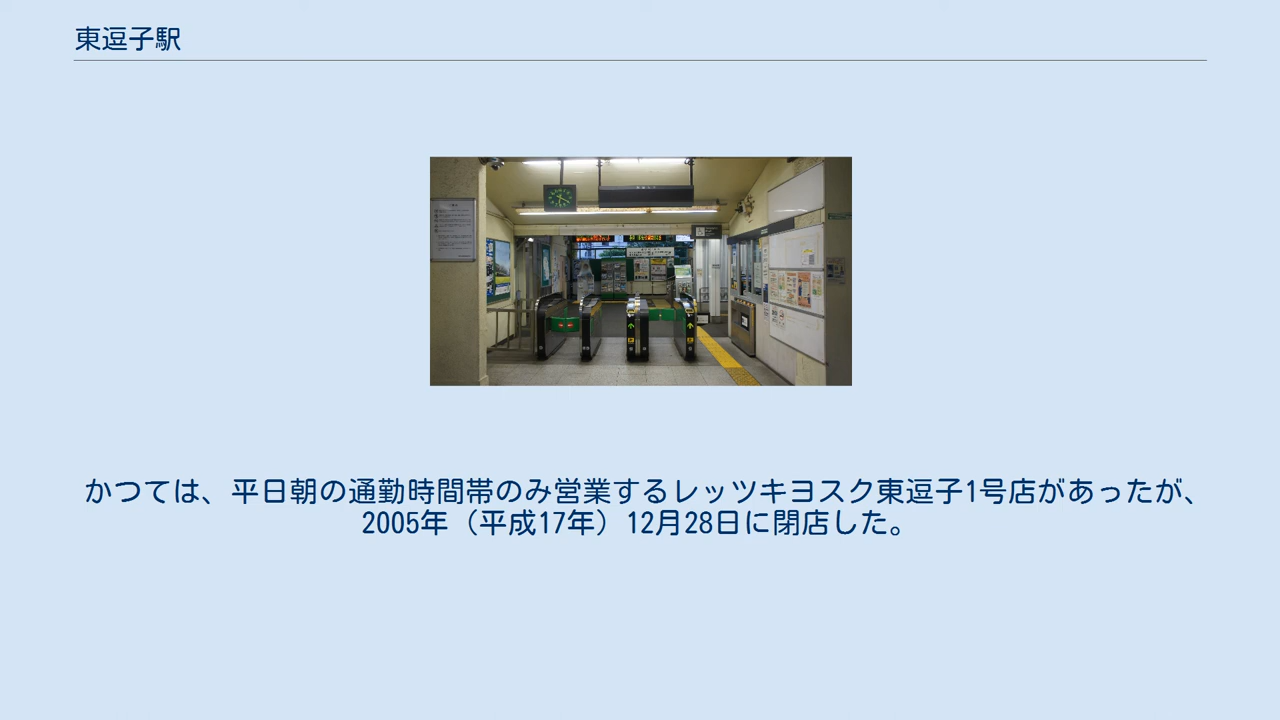 東逗子駅
かつては、平日朝の通勤時間帯のみ営業するレッツキヨスク東逗子1号店があったが、
2005年（平成17年）12月28日に閉店した。